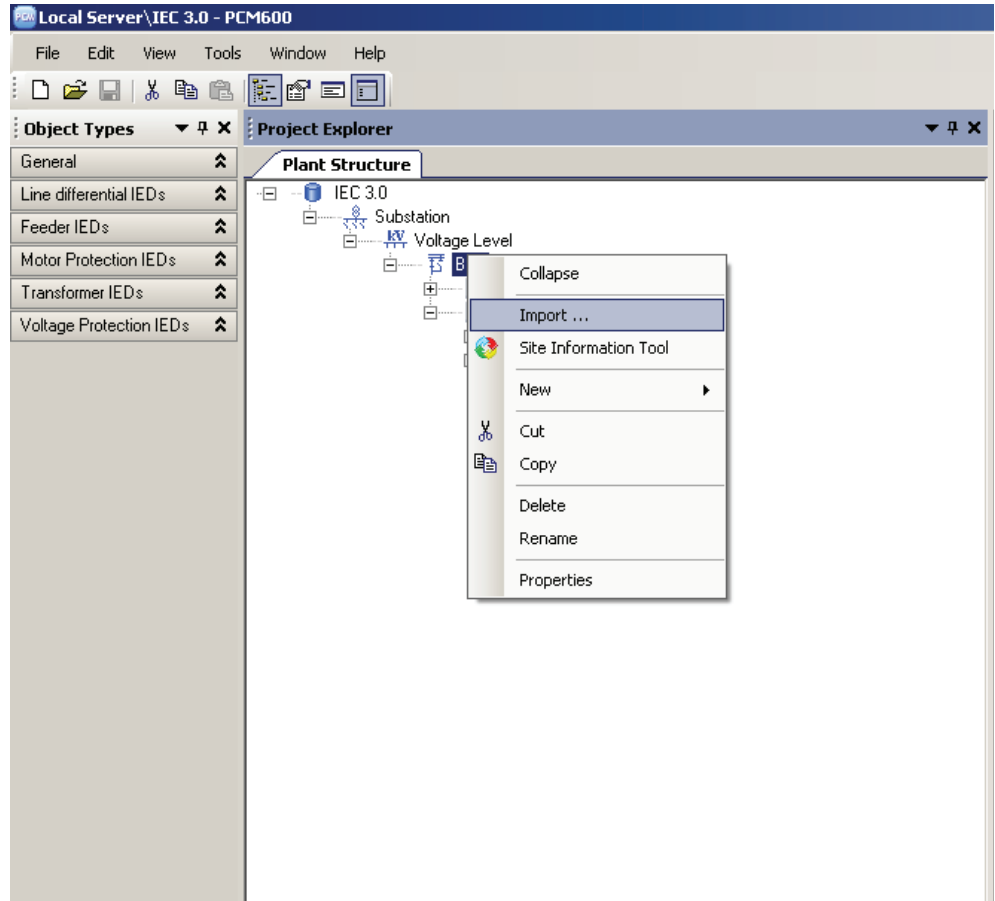 PCM Local Server\IEC 3.0 - PCM600
File Edit View Tools Window Help
Object Types
Project Explorer
General
Line differential IEDs
Feeder IEDs
Motor Protection IEDs
Transformer IEDs
Voltage Protection IEDs
Plant Structure
IEC 3.0
Substation
KV Voltage Level
B
Collapse
Import ...
Site Information Tool
New
Cut
Copy
Delete
Rename
Properties